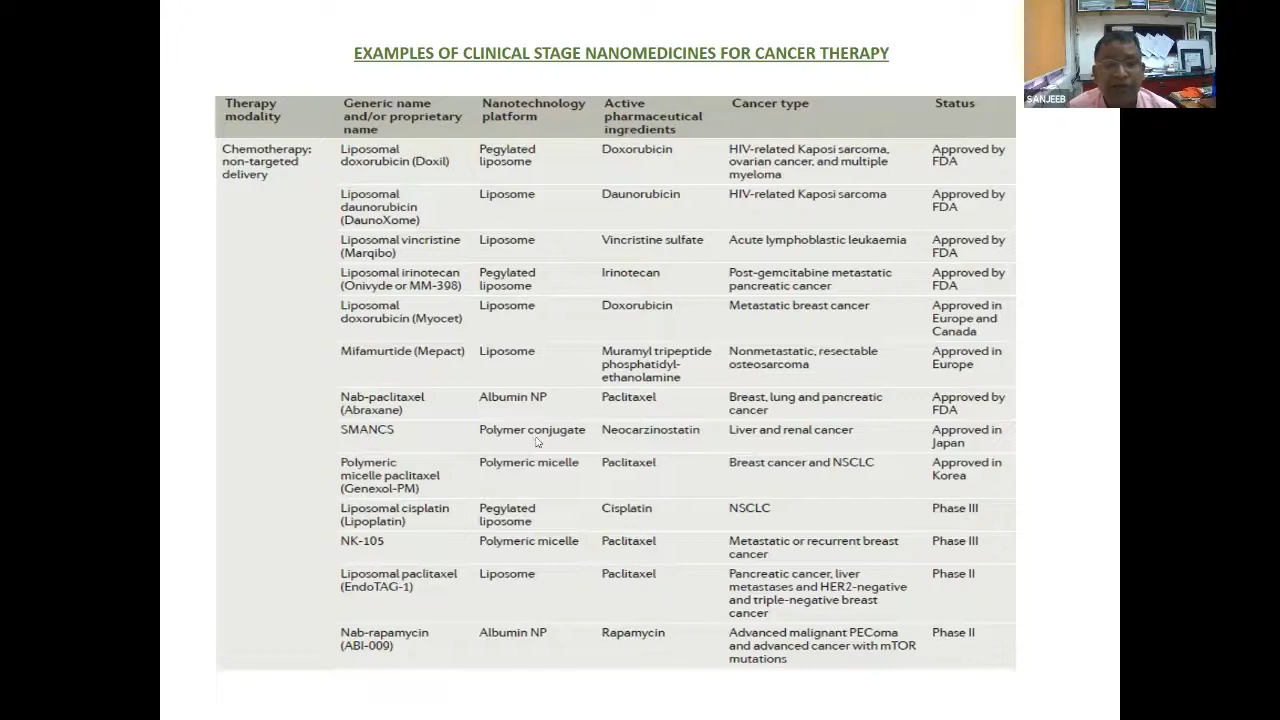 EXAMPLES OF CLINICAL STAGE NANOMEDICINES FOR CANCER THERAPY
SANJEEB
Therapy modality Generic name and/or proprietary name Nanotechnology platform Active pharmaceutical ingredients Cancer type Status
Chemotherapy: non-targeted delivery Liposomal doxorubicin (Doxil) Pegylated liposome Doxorubicin HIV-related Kaposi sarcoma, ovarian cancer, and multiple myeloma Approved by FDA
Liposomal daunorubicin (DaunoXome) Liposome Daunorubicin HIV-related Kaposi sarcoma Approved by FDA
Liposomal vincristine (Marqibo) Liposome Vincristine sulfate Acute lymphoblastic leukaemia Approved by FDA
Liposomal irinotecan (Onivyde or MM-398) Pegylated liposome Irinotecan Post-gemcitabine metastatic pancreatic cancer Approved by FDA
Liposomal doxorubicin (Myocet) Liposome Doxorubicin Metastatic breast cancer Approved in Europe and Canada
Mifamurtide (Mepact) Liposome Muramyl tripeptide phosphatidyl-ethanolamine Nonmetastatic, resectable osteosarcoma Approved in Europe
Nab-paclitaxel (Abraxane) Albumin NP Paclitaxel Breast, lung and pancreatic cancer Approved by FDA
SMANCS Polymer conjugate Neocarzinostatin Liver and renal cancer Approved in Japan
Polymeric micelle paclitaxel (Genexol-PM) Polymeric micelle Paclitaxel Breast cancer and NSCLC Approved in Korea
Liposomal cisplatin (Lipoplatin) Pegylated liposome Cisplatin NSCLC Phase III
NK-105 Polymeric micelle Paclitaxel Metastatic or recurrent breast cancer Phase III
Liposomal paclitaxel (EndoTAG-1) Liposome Paclitaxel Pancreatic cancer, liver metastases and HER2-negative and triple-negative breast cancer Phase II
Nab-rapamycin (ABI-009) Albumin NP Rapamycin Advanced malignant PEComa and advanced cancer with mTOR mutations Phase II